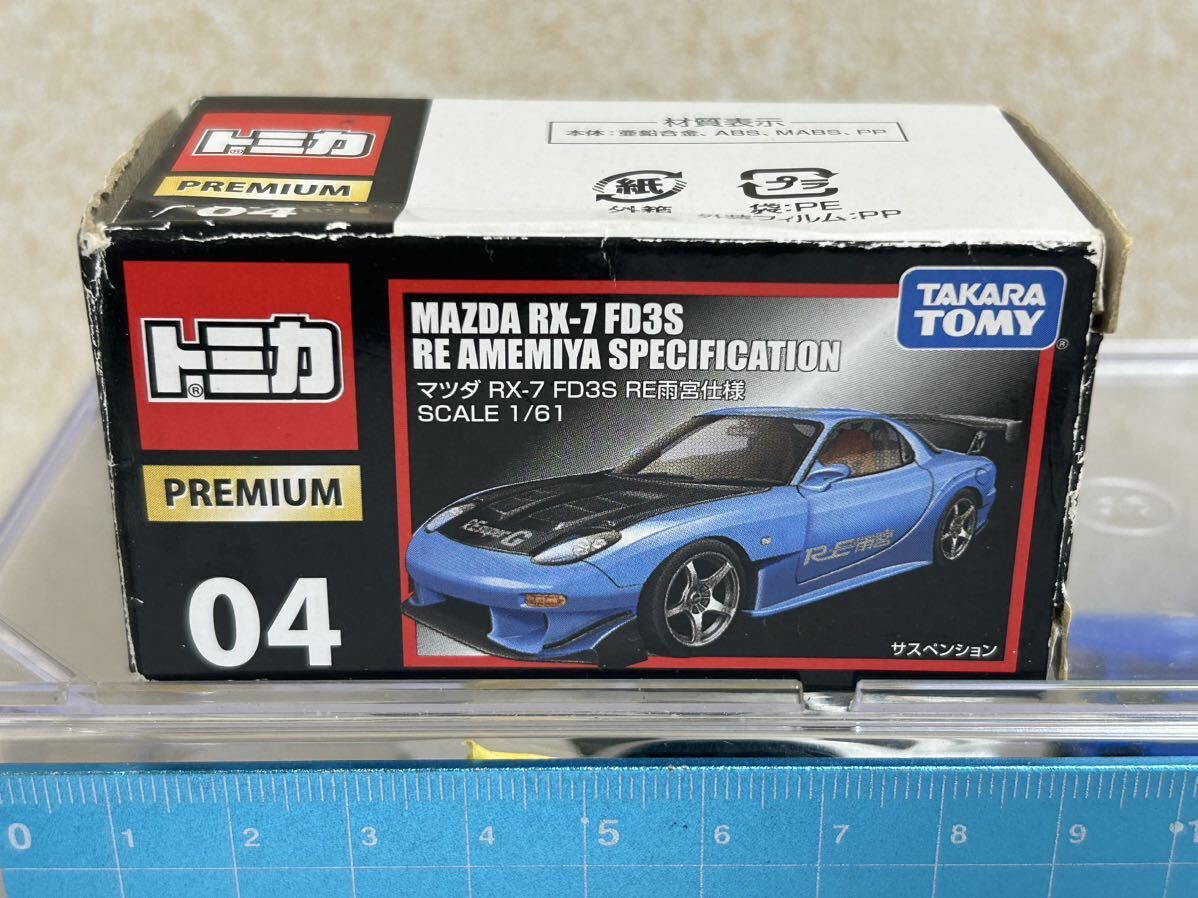 トミカ
PREMIUM
04
材質表示
本体:亜鉛合金、ABS、MABS、PP
紙
外箱
プラ
袋:PE
外装フィルム:PP
トミカ®
PREMIUM
04
MAZDA RX-7 FD3S
RE AMEMIYA SPECIFICATION
マツダ RX-7 FD3S RE雨宮仕様
SCALE 1/61
TAKARA
TOMY®
RE super G
RE雨宮
サスペンション
0 1 2 3 4 5 6 7 8 9 1